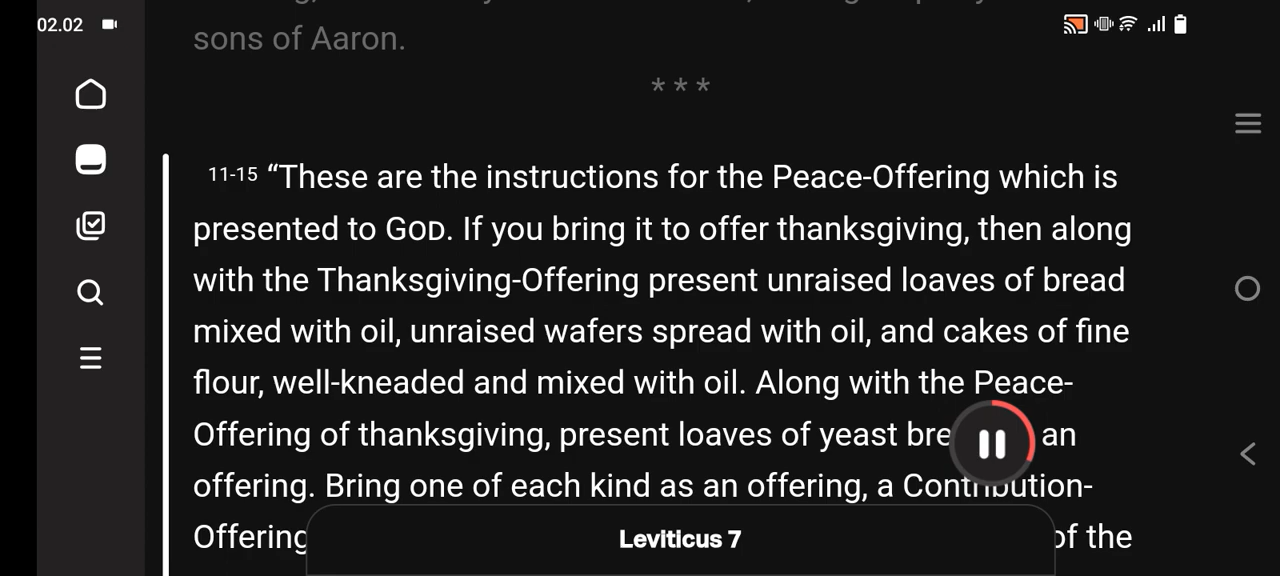 02.02
sons of Aaron.
* * *
11-15 “These are the instructions for the Peace-Offering which is
presented to GOD. If you bring it to offer thanksgiving, then along
with the Thanksgiving-Offering present unraised loaves of bread
mixed with oil, unraised wafers spread with oil, and cakes of fine
flour, well-kneaded and mixed with oil. Along with the Peace-
Offering of thanksgiving, present loaves of yeast bre an
offering. Bring one of each kind as an offering, a Contribution-
Offering of the
Leviticus 7